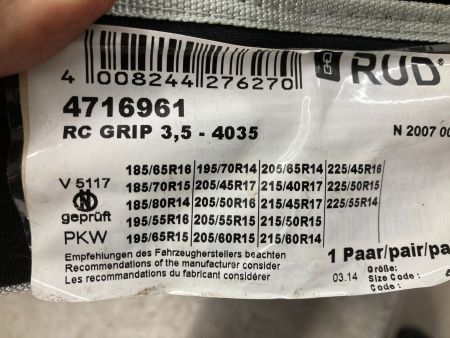 4 008244 276270
RUD®
4716961
RC GRIP 3,5 - 4035
N 2007 00
V 5117
geprüft
PKW
185/65R16 195/70R14 205/65R14 225/45R16
185/70R15 205/45R17 215/40R17 225/50R15
185/80R14 205/50R16 215/45R17 225/55R14
195/55R16 205/55R15 215/50R15
195/65R15 205/60R15 215/60R14
Empfehlungen des Fahrzeugherstellers beachten
Recommendations of the manufacturer consider
Les recommendations du fabricant considérer
1 Paar/pair/pa
03.14
Größe:
Size Code: